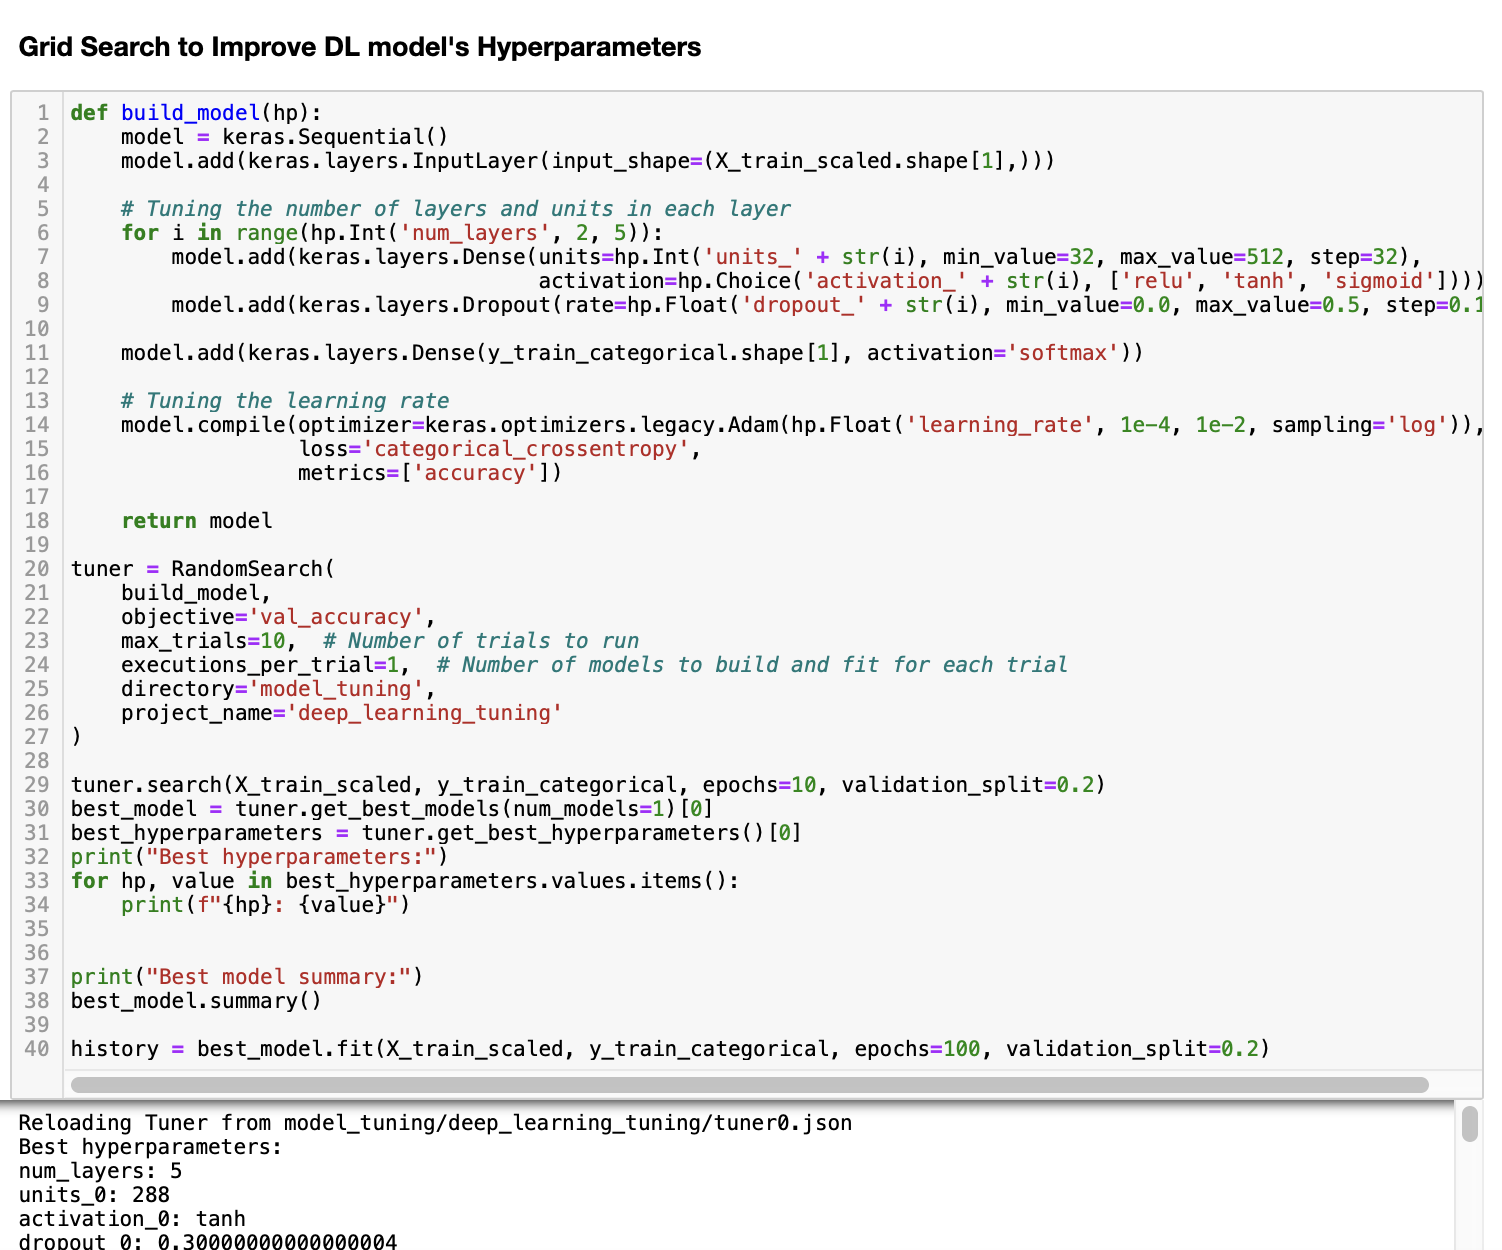 Grid Search to Improve DL model's Hyperparameters
1 def build_model(hp):
2     model = keras.Sequential()
3     model.add(keras.layers.InputLayer(input_shape=(X_train_scaled.shape[1],)))
4
5     # Tuning the number of layers and units in each layer
6     for i in range(hp.Int('num_layers', 2, 5)):
7         model.add(keras.layers.Dense(units=hp.Int('units_' + str(i), min_value=32, max_value=512, step=32),
8                                      activation=hp.Choice('activation_' + str(i), ['relu', 'tanh', 'sigmoid'])))
9         model.add(keras.layers.Dropout(rate=hp.Float('dropout_' + str(i), min_value=0.0, max_value=0.5, step=0.1
10
11     model.add(keras.layers.Dense(y_train_categorical.shape[1], activation='softmax'))
12
13     # Tuning the learning rate
14     model.compile(optimizer=keras.optimizers.legacy.Adam(hp.Float('learning_rate', 1e-4, 1e-2, sampling='log')),
15                   loss='categorical_crossentropy',
16                   metrics=['accuracy'])
17
18     return model
19
20 tuner = RandomSearch(
21     build_model,
22     objective='val_accuracy',
23     max_trials=10,  # Number of trials to run
24     executions_per_trial=1,  # Number of models to build and fit for each trial
25     directory='model_tuning',
26     project_name='deep_learning_tuning'
27 )
28
29 tuner.search(X_train_scaled, y_train_categorical, epochs=10, validation_split=0.2)
30 best_model = tuner.get_best_models(num_models=1)[0]
31 best_hyperparameters = tuner.get_best_hyperparameters()[0]
32 print("Best hyperparameters:")
33 for hp, value in best_hyperparameters.values.items():
34     print(f"{hp}: {value}")
35
36
37 print("Best model summary:")
38 best_model.summary()
39
40 history = best_model.fit(X_train_scaled, y_train_categorical, epochs=100, validation_split=0.2)
Reloading Tuner from model_tuning/deep_learning_tuning/tuner0.json
Best hyperparameters:
num_layers: 5
units_0: 288
activation_0: tanh
dropout_0: 0.30000000000000004